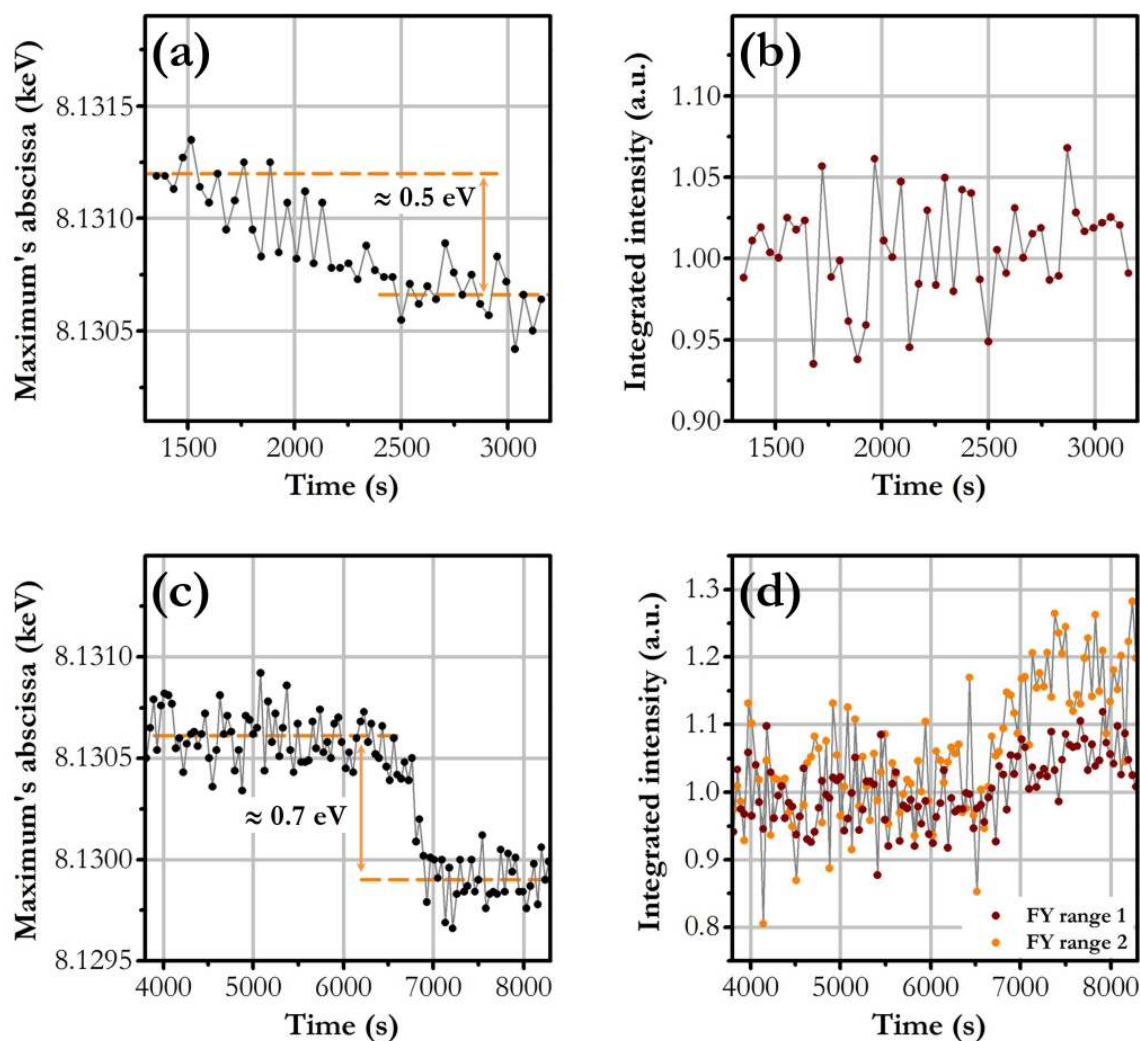 (a)
Maximum's abscissa (keV)
8.1315
8.1310
8.1305
≈ 0.5 eV
1500 2000 2500 3000
Time (s)
(b)
Integrated intensity (a.u.)
1.10
1.05
1.00
0.95
0.90
1500 2000 2500 3000
Time (s)
(c)
Maximum's abscissa (keV)
8.1310
8.1305
8.1300
8.1295
≈ 0.7 eV
4000 5000 6000 7000 8000
Time (s)
(d)
Integrated intensity (a.u.)
1.3
1.2
1.1
1.0
0.9
0.8
FY range 1
FY range 2
4000 5000 6000 7000 8000
Time (s)